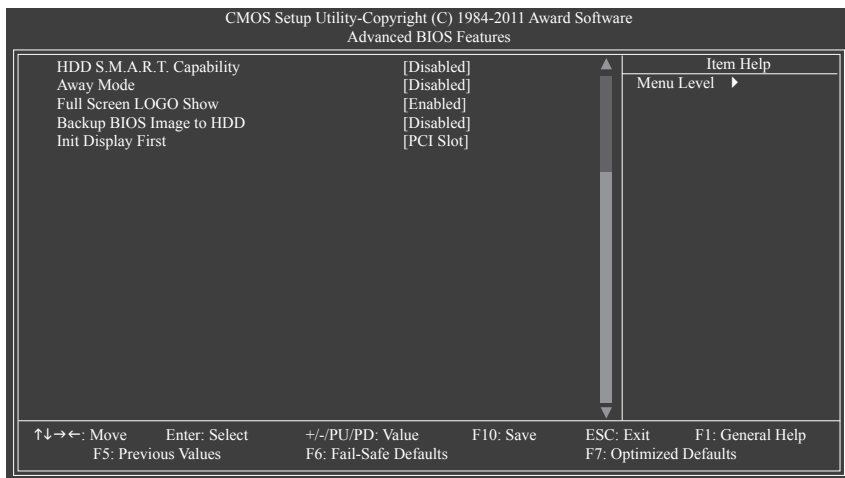 CMOS Setup Utility-Copyright (C) 1984-2011 Award Software
Advanced BIOS Features
HDD S.M.A.R.T. Capability [Disabled]
Away Mode [Disabled]
Full Screen LOGO Show [Enabled]
Backup BIOS Image to HDD [Disabled]
Init Display First [PCI Slot]
Item Help
Menu Level
↑↓→←: Move Enter: Select +/-/PU/PD: Value F10: Save ESC: Exit F1: General Help
F5: Previous Values F6: Fail-Safe Defaults F7: Optimized Defaults